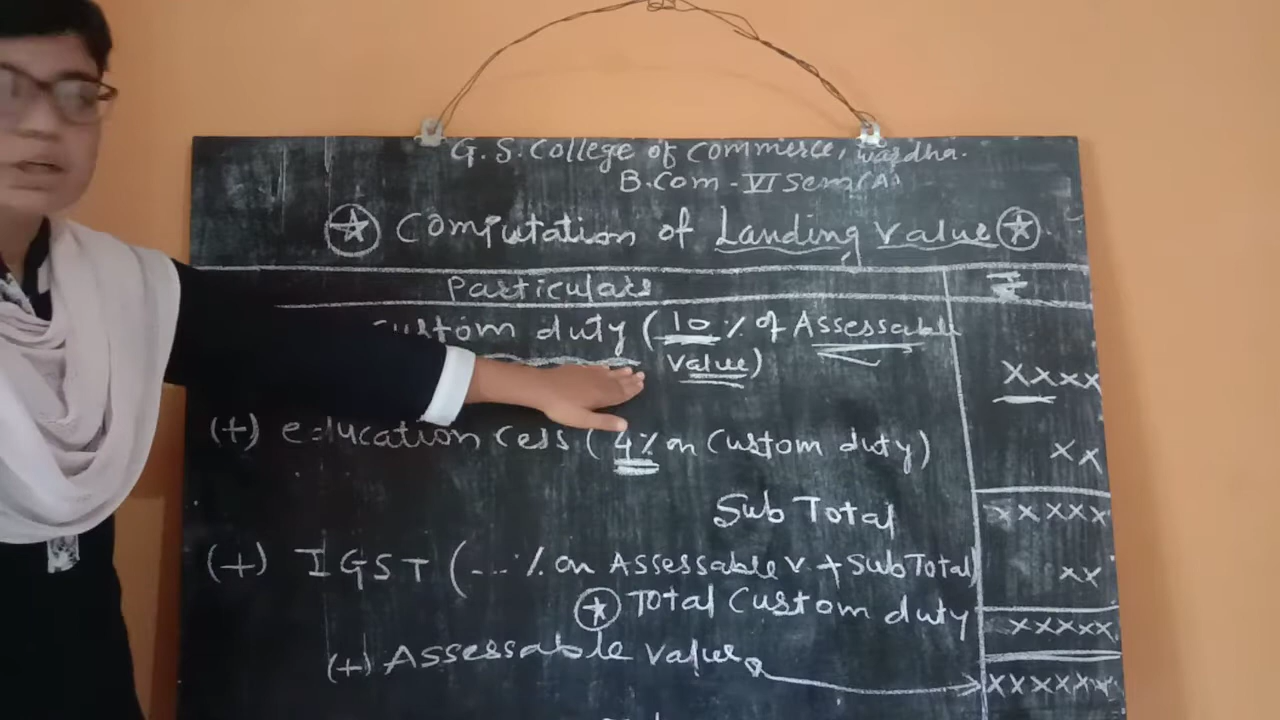 G. S. College of Commerce, Wardha.
B.Com - VI Sem (A)
Computation of Landing Value
Particulars ₹
Custom duty (10 % of Assessable
Value) xxxx
(+) education Cess ( 4% on Custom duty) xx
Sub Total xxxxx
(+) IGST (--- % on Assessable v + SubTotal) xx
Total Custom duty xxxxx
(+) Assessable value xxxxxx